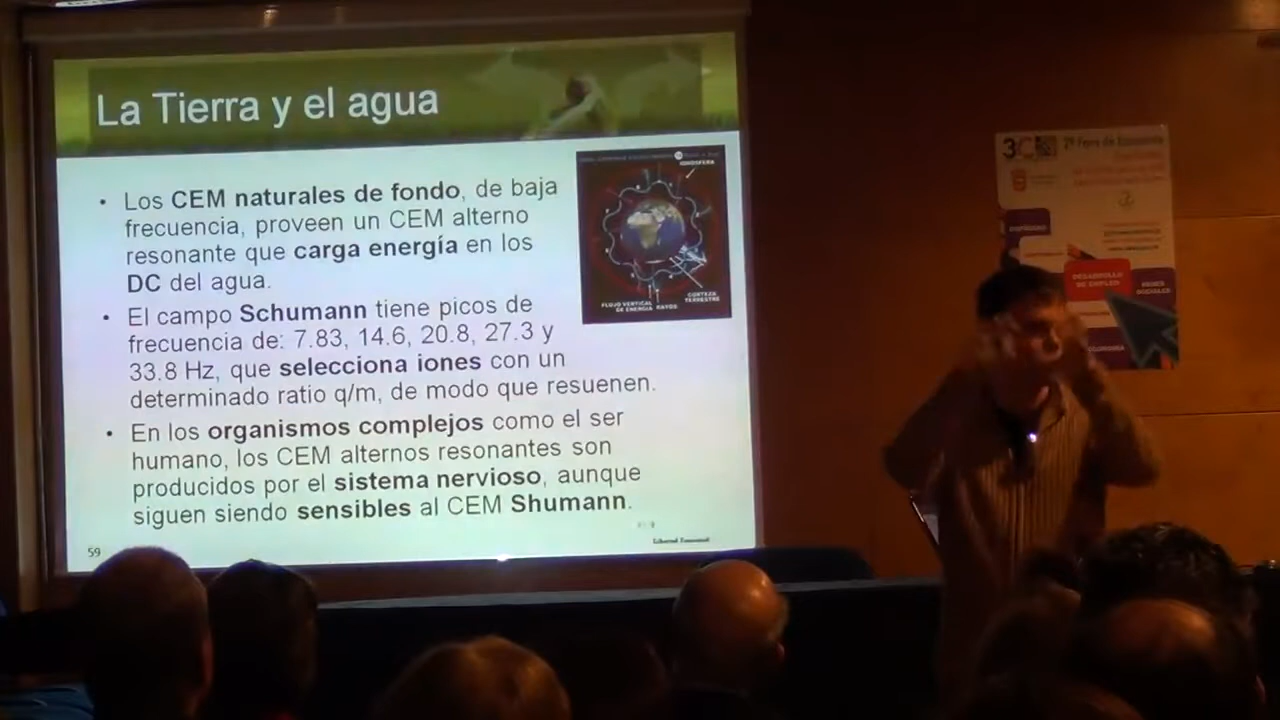 La Tierra y el agua
• Los CEM naturales de fondo, de baja
frecuencia, proveen un CEM alterno
resonante que carga energía en los
DC del agua.
• El campo Schumann tiene picos de
frecuencia de: 7.83, 14.6, 20.8, 27.3 y
33.8 Hz, que selecciona iones con un
determinado ratio q/m, de modo que resuenen.
• En los organismos complejos como el ser
humano, los CEM alternos resonantes son
producidos por el sistema nervioso, aunque
siguen siendo sensibles al CEM Shumann.
59
IONOSFERA
FLUJO VERTICAL
DE ENERGIA
RAYOS
CORTEZA
TERRESTRE
3C
DESARROLLO
DE EMPLEO
REDES
SOCIALES